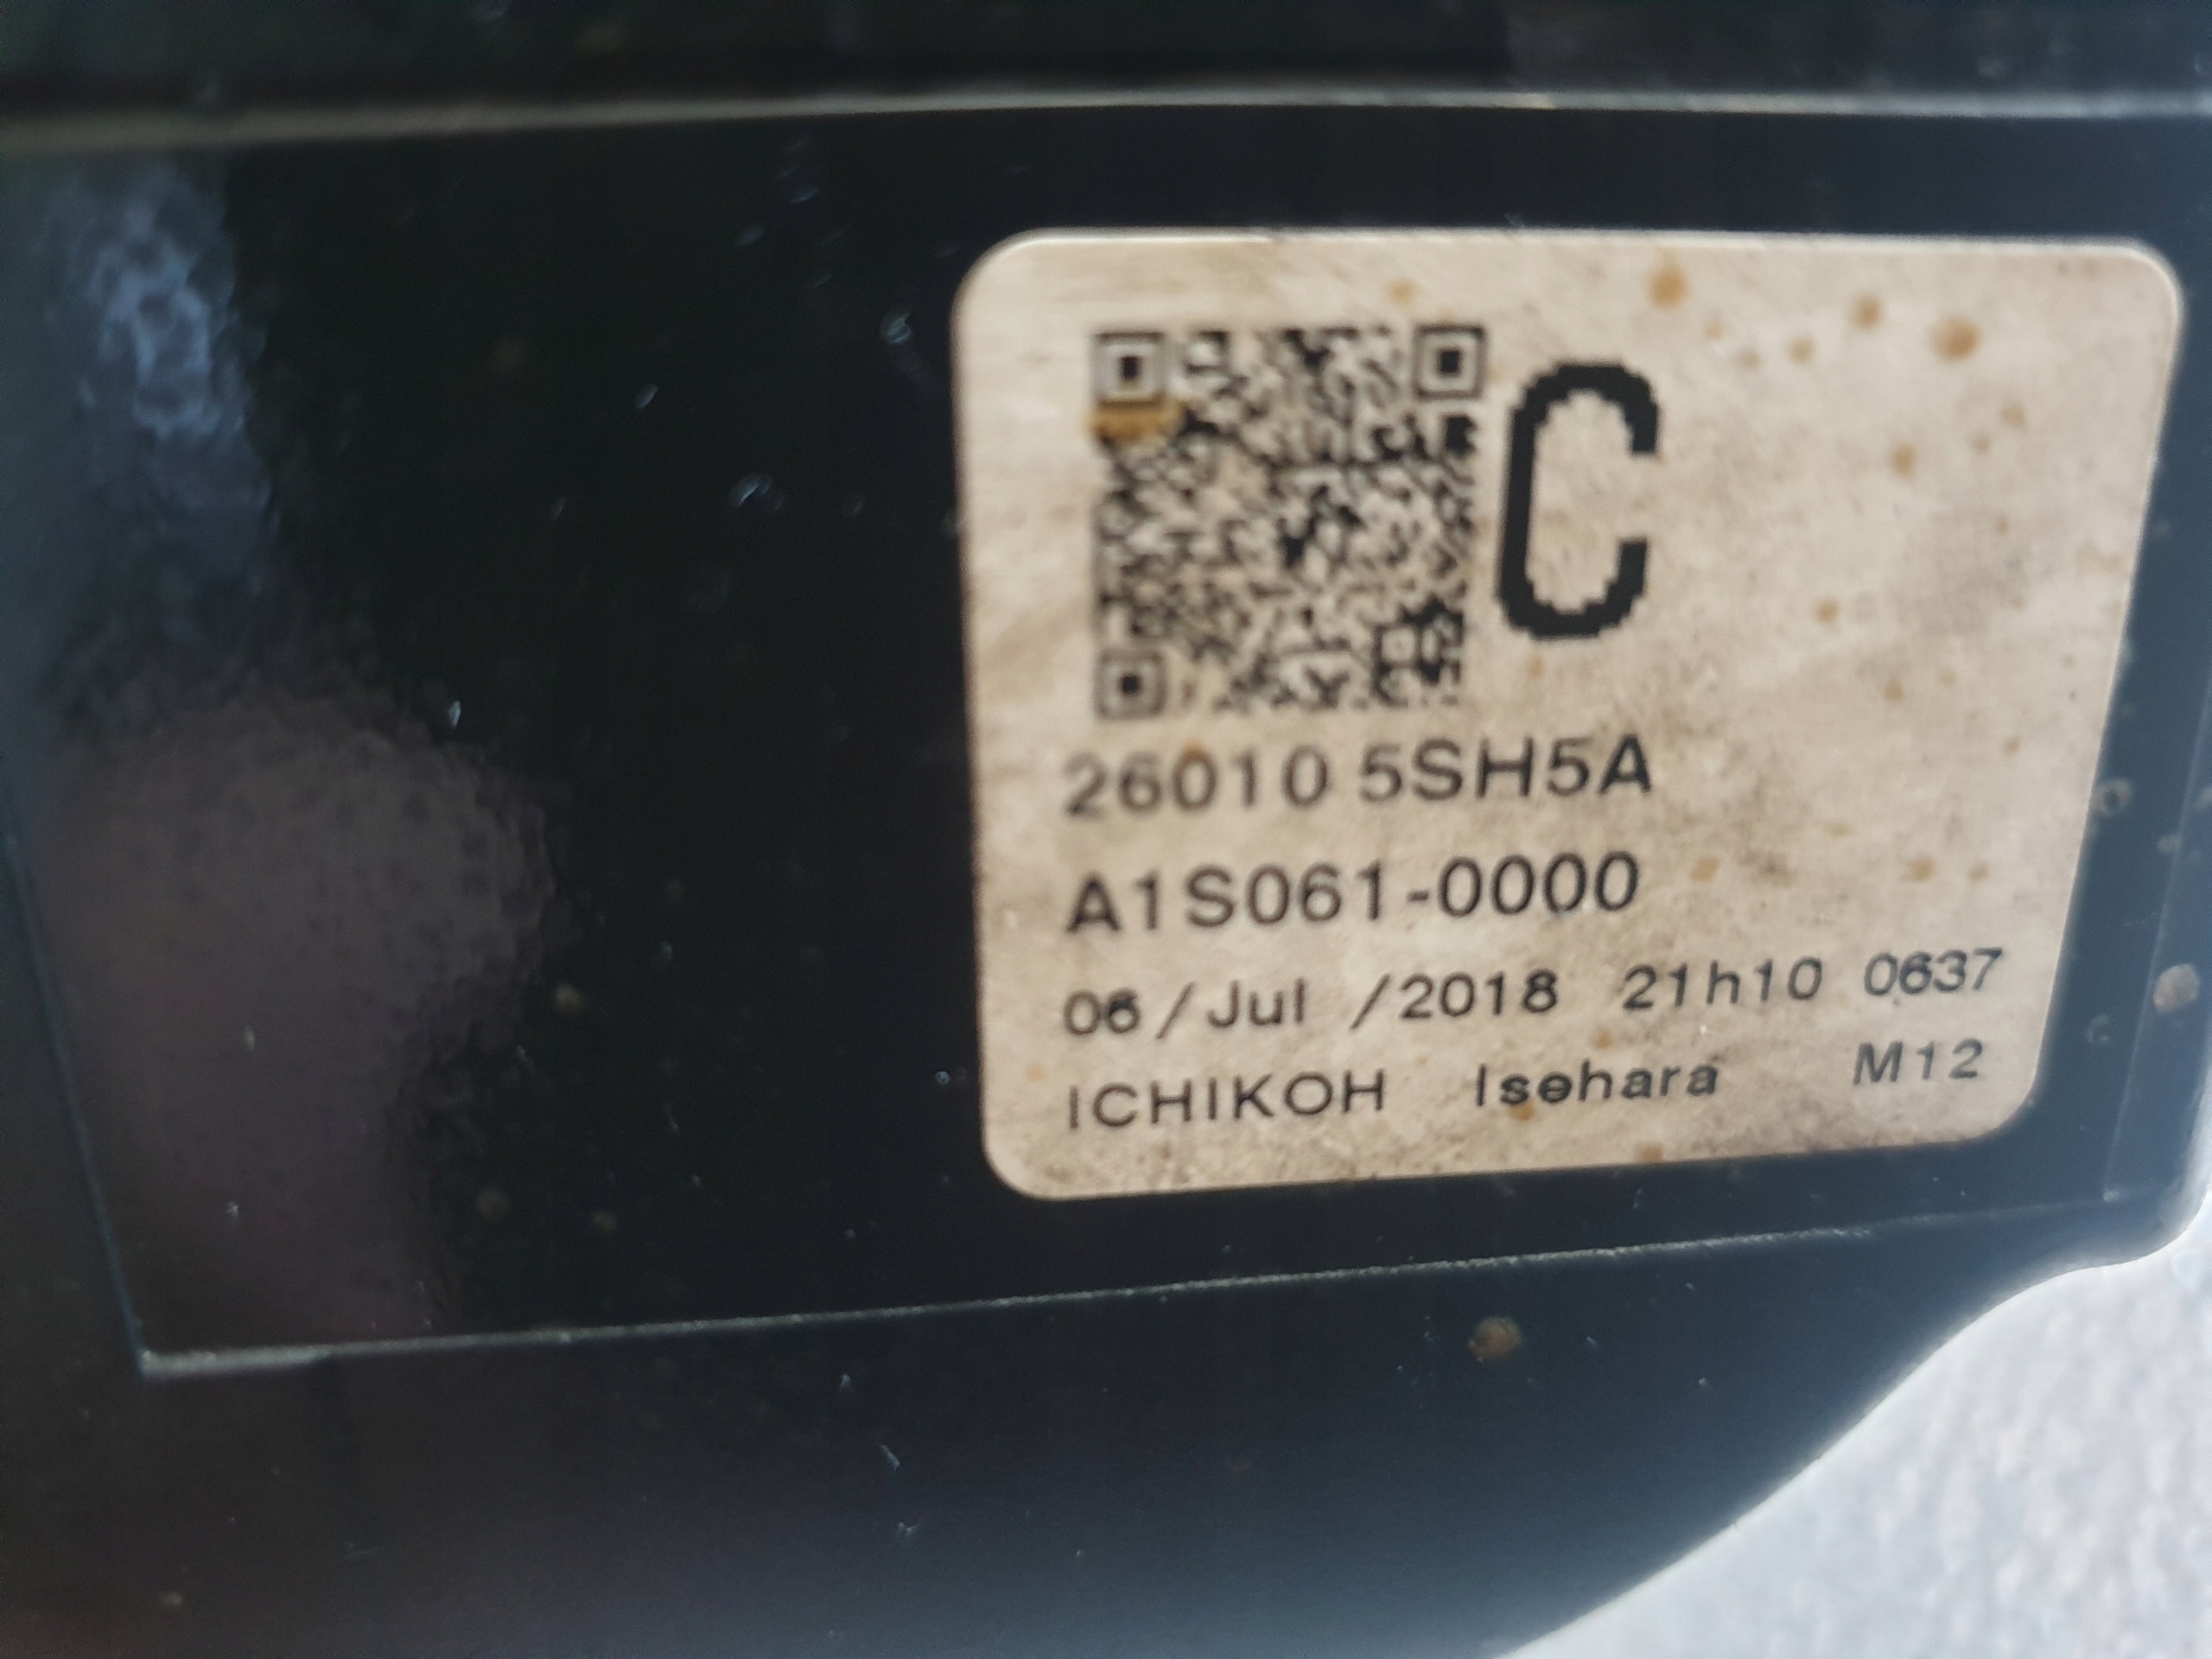 C
26010 5SH5A
A1S061-0000
06/Jul /2018 21h10 0637
ICHIKOH Isehara M12